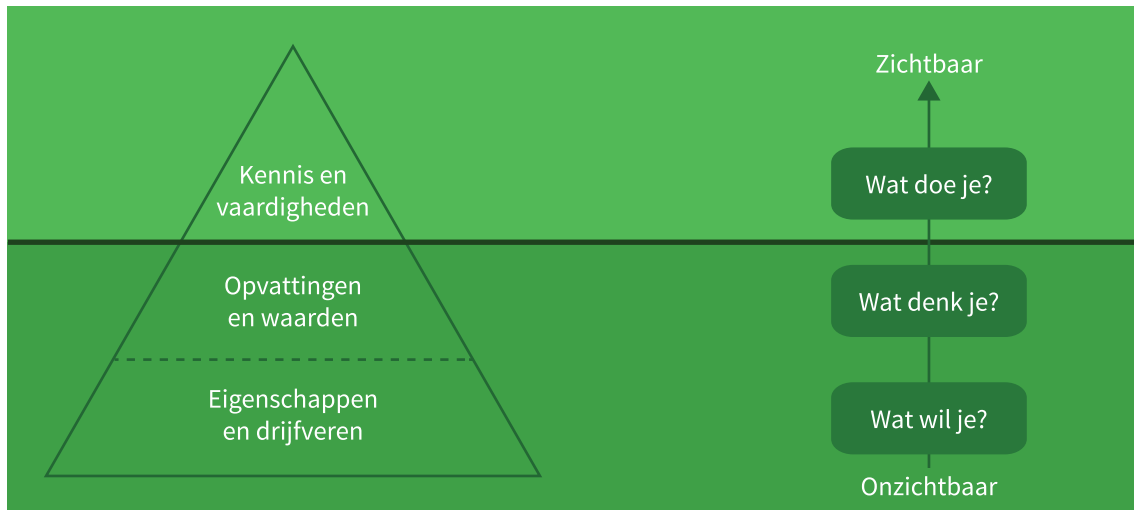 Kennis en
vaardigheden
Opvattingen
en waarden
Eigenschappen
en drijfveren
Zichtbaar
Wat doe je?
Wat denk je?
Wat wil je?
Onzichtbaar